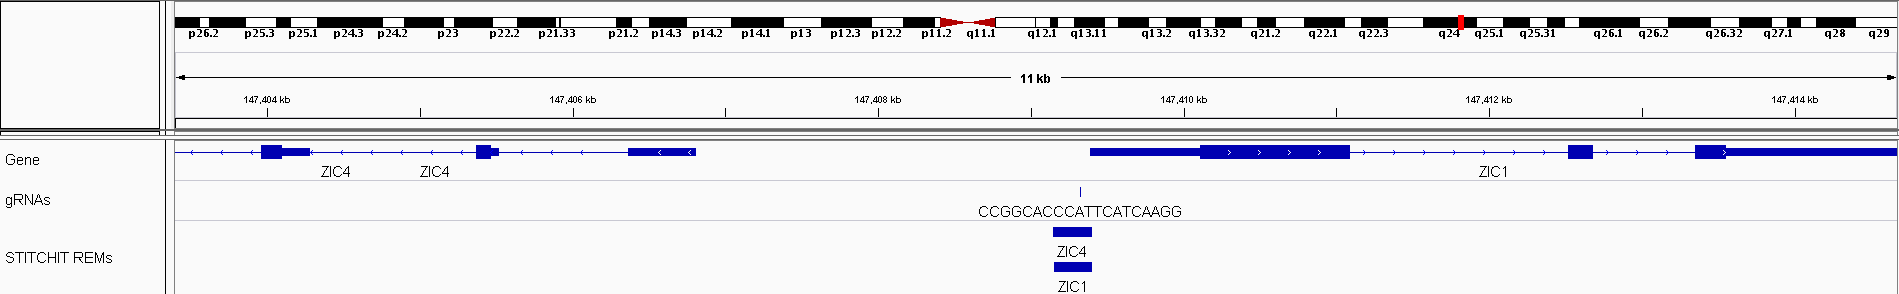 p26.2 p25.3 p25.1 p24.3 p24.2 p23 p22.2 p21.33 p21.2 p14.3 p14.2 p14.1 p13 p12.3 p12.2 p11.2 q11.1 q12.1 q13.11 q13.2 q13.32 q21.2 q22.1 q22.3 q24 q25.1 q25.31 q26.1 q26.2 q26.32 q27.1 q28 q29
11 kb
147,404 kb 147,406 kb 147,408 kb 147,410 kb 147,412 kb 147,414 kb
Gene
ZIC4 ZIC4 ZIC1
gRNAs
CCGGCACCCATTCATCAAGG
ZIC4
STITCHIT REMs
ZIC1